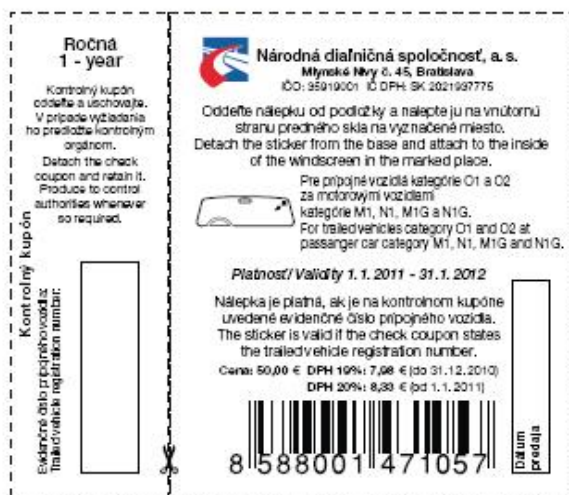 Ročná
1 - year
Kontrolný kupón
oddeľte a uschovajte.
V prípade vyžiadania
ho predložte kontrolným
orgánom.
Detach the check
coupon and retain it.
Produce to control
authorities whenever
so required.
Kontrolný kupón
Evidenčné číslo prípojného vozidla:
Trailed vehicle registration number:
Národná diaľničná spoločnosť, a. s.
Mlynské Nivy č. 45, Bratislava
IČO: 35919001 IČ DPH: SK 2021937775
Oddeľte nálepku od podložky a nalepte ju na vnútornú
stranu predného skla na vyznačené miesto.
Detach the sticker from the base and attach to the inside
of the windscreen in the marked place.
Pre prípojné vozidlá kategórie O1 a O2
za motorovými vozidlami
kategórie M1, N1, M1G a N1G.
For trailed vehicles category O1 and O2 at
passenger car category M1, N1, M1G and N1G.
Platnosť/ Validity 1.1. 2011 - 31.1. 2012
Nálepka je platná, ak je na kontrolnom kupóne
uvedené evidenčné číslo prípojného vozidla.
The sticker is valid if the check coupon states
the trailed vehicle registration number.
Cena: 50,00 € DPH 19%: 7,98 € (do 31.12.2010)
DPH 20%: 8,33 € (od 1.1.2011)
8 588001 471057
Dátum
predaja